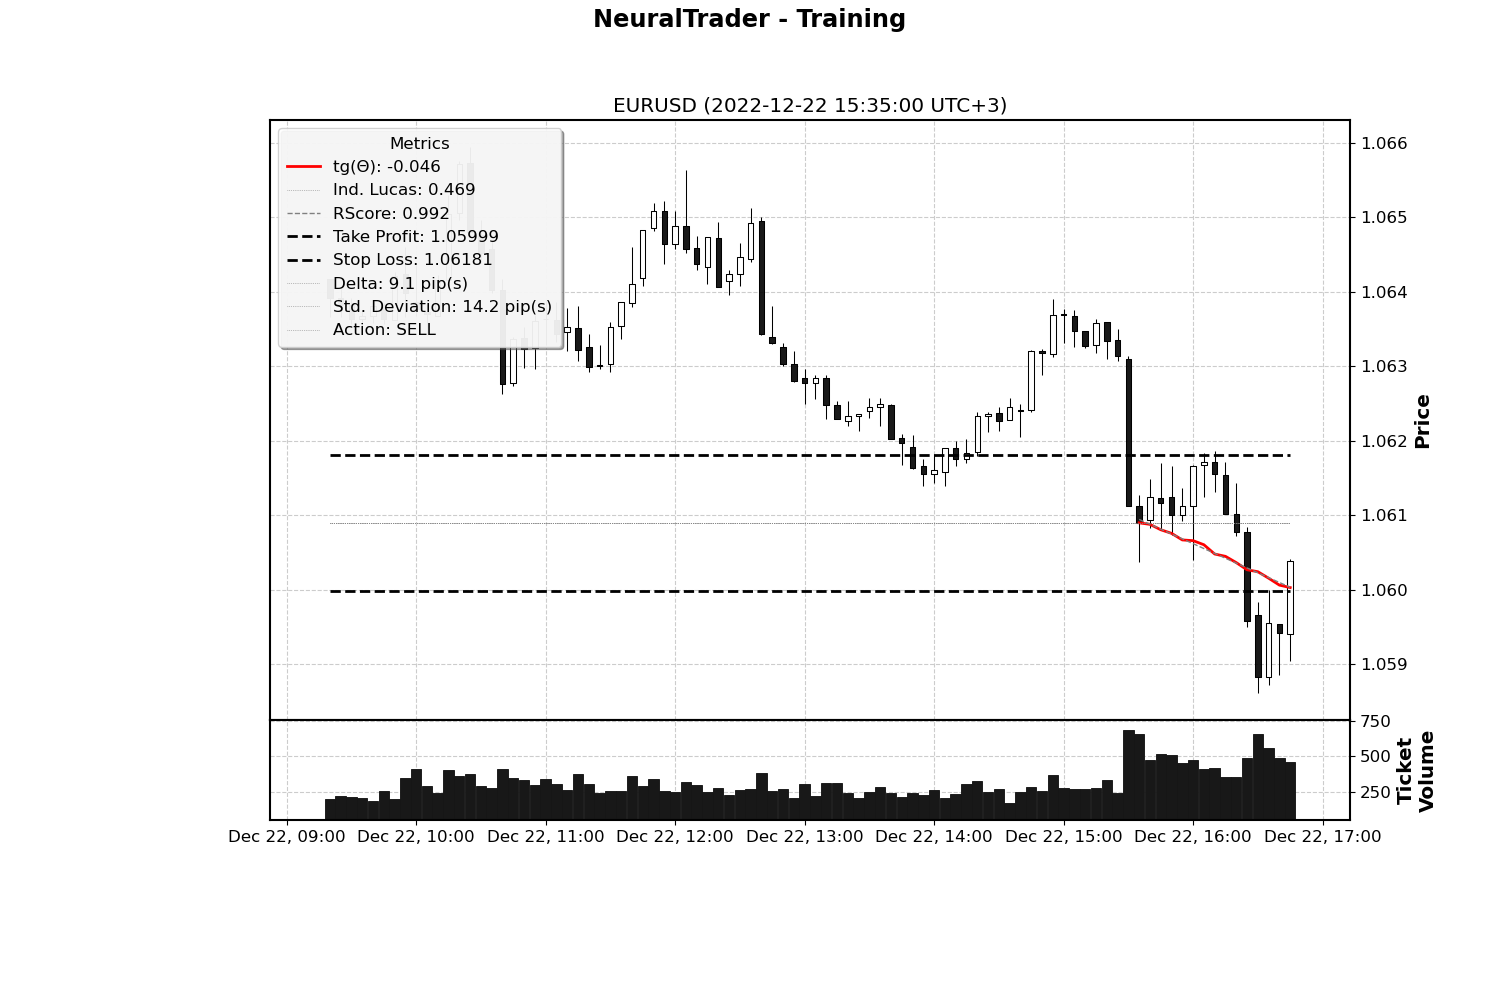 NeuralTrader - Training
EURUSD (2022-12-22 15:35:00 UTC+3)
Metrics
tg(Θ): -0.046
Ind. Lucas: 0.469
RScore: 0.992
Take Profit: 1.05999
Stop Loss: 1.06181
Delta: 9.1 pip(s)
Std. Deviation: 14.2 pip(s)
Action: SELL
1.066
1.065
1.064
1.063
1.062
1.061
1.060
1.059
Price
750
500
250
Ticket
Volume
Dec 22, 09:00 Dec 22, 10:00 Dec 22, 11:00 Dec 22, 12:00 Dec 22, 13:00 Dec 22, 14:00 Dec 22, 15:00 Dec 22, 16:00 Dec 22, 17:00